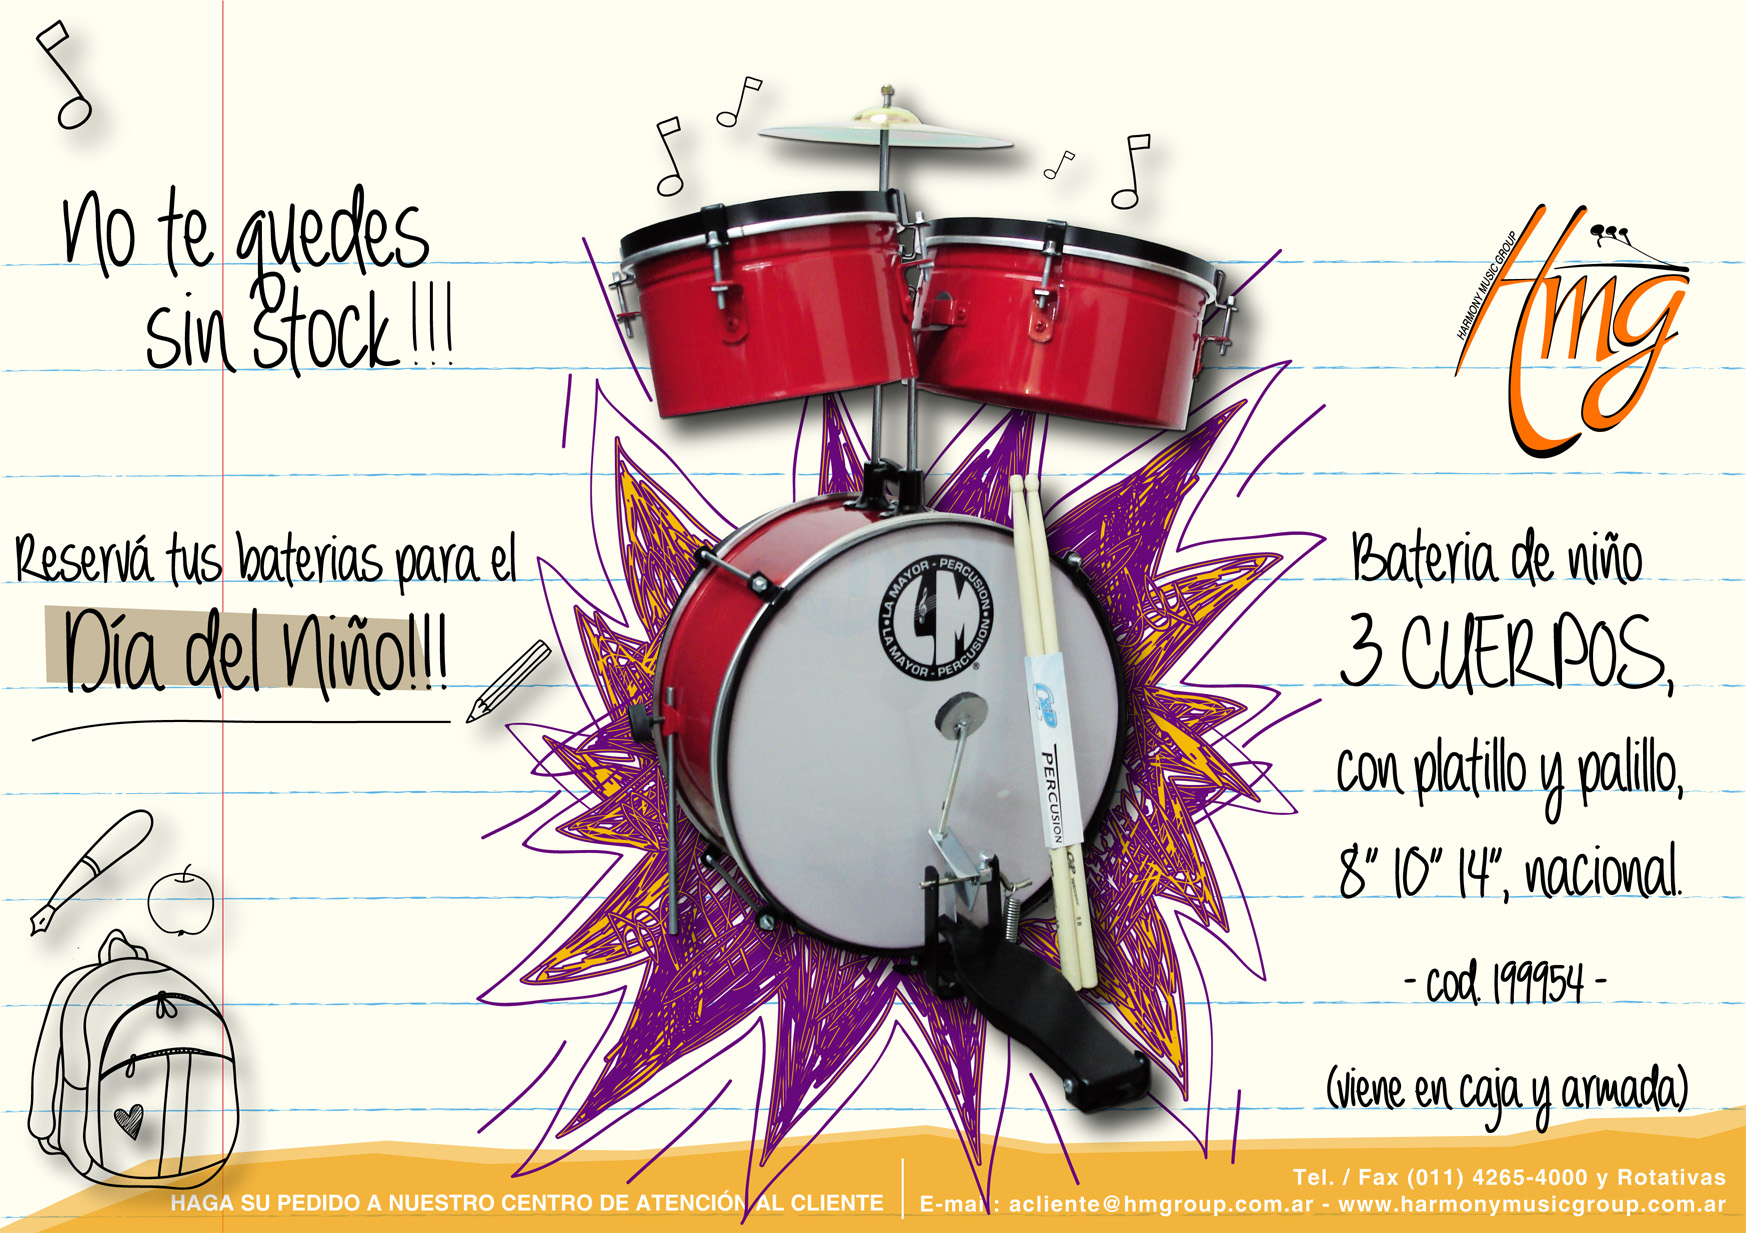 No te quedes
sin stock!!!
Reservá tus baterias para el
Día del Niño!!!
HARMONY MUSIC GROUP
Hmg
LA MAYOR - PERCUSION
LM
LA MAYOR - PERCUSION
PERCUSION
Bateria de niño
3 CUERPOS,
con platillo y palillo,
8" 10" 14", nacional.
- cod. 199954 -
(viene en caja y armada)
HAGA SU PEDIDO A NUESTRO CENTRO DE ATENCIÓN AL CLIENTE
Tel. / Fax (011) 4265-4000 y Rotativas
E-mail: acliente@hmgroup.com.ar - www.harmonymusicgroup.com.ar